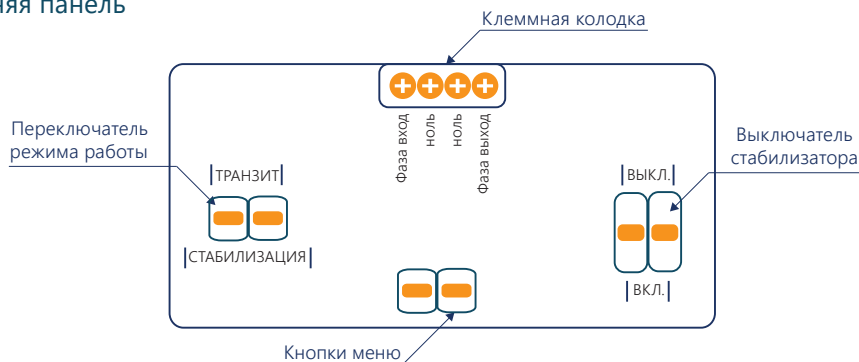 няя панель
Клеммная колодка
Переключатель
режима работы
Фаза вход
ноль
ноль
Фаза выход
Выключатель
стабилизатора
ТРАНЗИТ
ВЫКЛ.
СТАБИЛИЗАЦИЯ
ВКЛ.
Кнопки меню